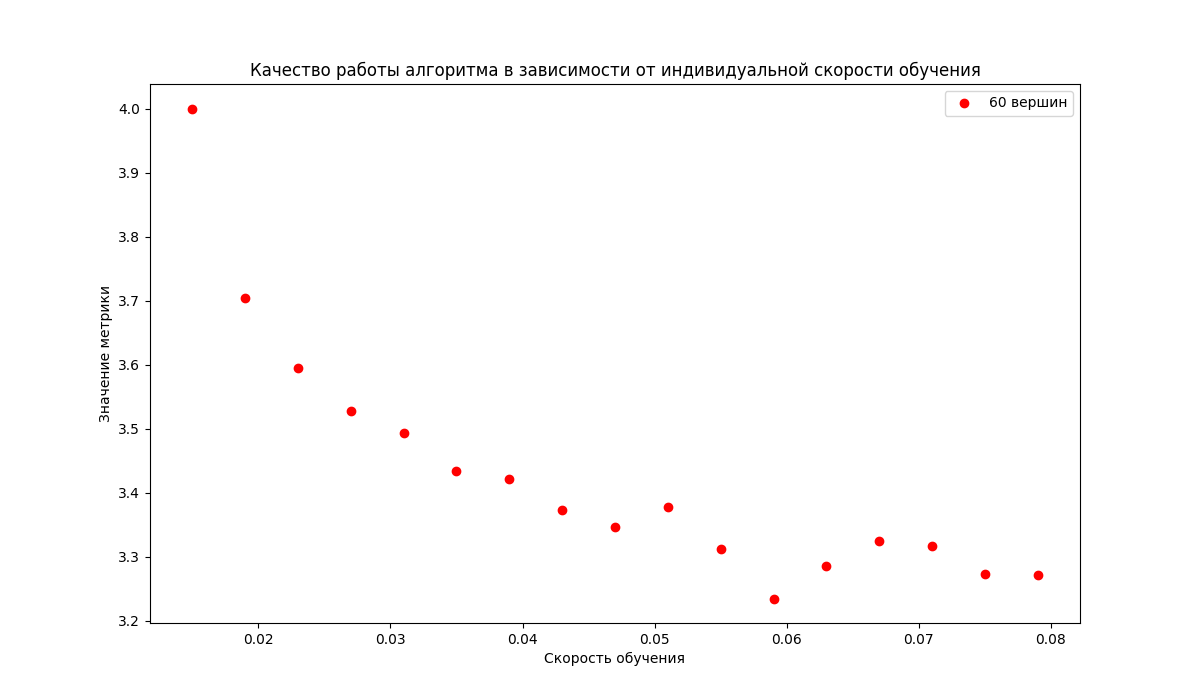 Качество работы алгоритма в зависимости от индивидуальной скорости обучения
60 вершин
4.0
3.9
3.8
3.7
3.6
3.5
3.4
3.3
3.2
Значение метрики
0.02 0.03 0.04 0.05 0.06 0.07 0.08
Скорость обучения